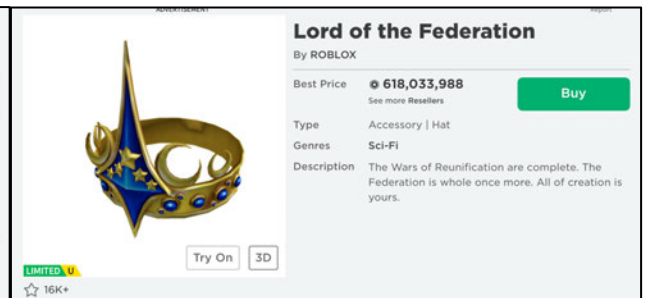 ADVERTISEMENT
Report
Lord of the Federation
By ROBLOX
Best Price 618,033,988
See more Resellers
Buy
Type Accessory | Hat
Genres Sci-Fi
Description The Wars of Reunification are complete. The
Federation is whole once more. All of creation is
yours.
Try On 3D
LIMITED U
16K+